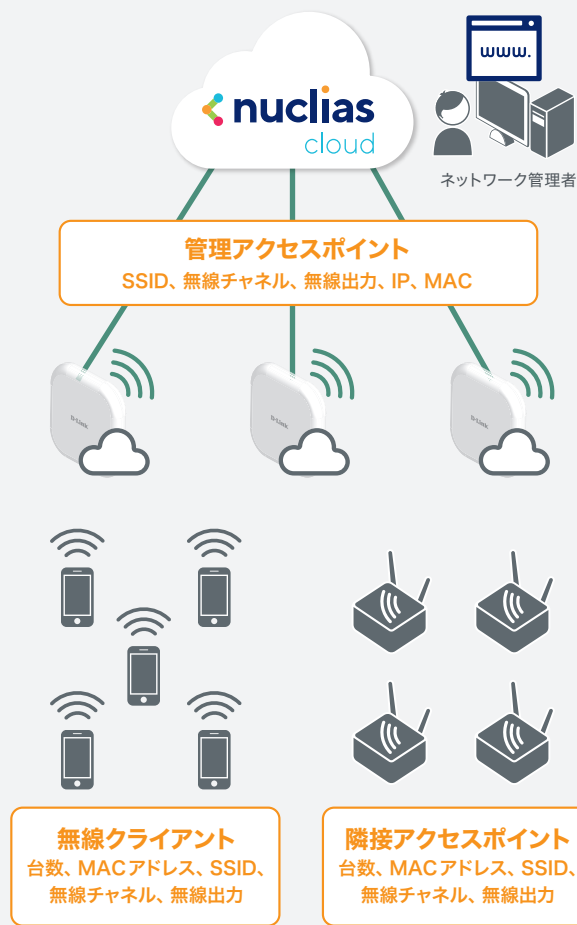 www.
nuclias
cloud
ネットワーク管理者
管理アクセスポイント
SSID、無線チャネル、無線出力、IP、MAC
D-Link
D-Link
D-Link
無線クライアント
台数、MACアドレス、SSID、
無線チャネル、無線出力
隣接アクセスポイント
台数、MACアドレス、SSID、
無線チャネル、無線出力